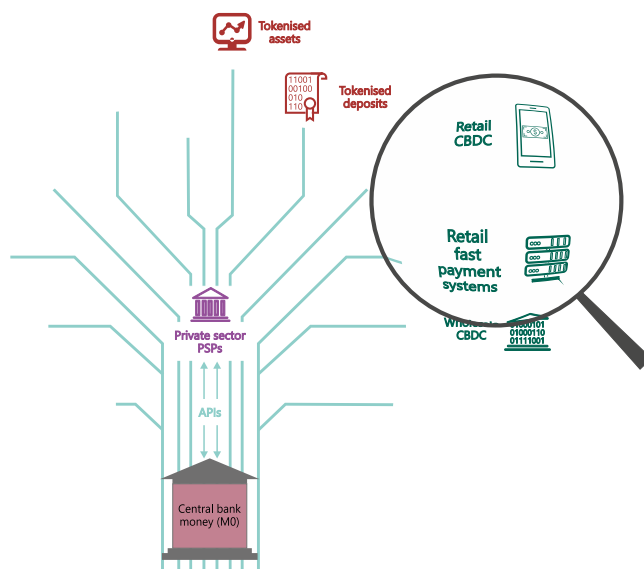 Tokenised
assets
11001
00100
010
110
Tokenised
deposits
Retail
CBDC
Retail
fast
payment
systems
CBDC
01000101
01000110
01111001
Private sector
PSPs
APIs
Central bank
money (M0)